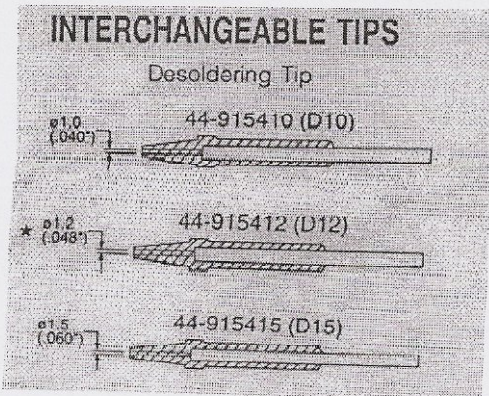 INTERCHANGEABLE TIPS
Desoldering Tip
44-915410 (D10)
ø1.0
(.040")
44-915412 (D12)
★ ø1.2
(.048")
44-915415 (D15)
ø1.5
(.060")